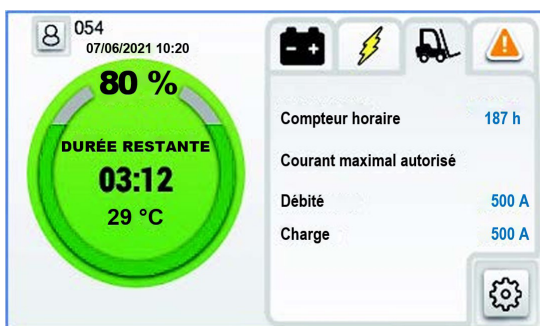 054
07/06/2021 10:20
80 %
DURÉE RESTANTE
03:12
29 °C
Compteur horaire 187 h
Courant maximal autorisé
Débité 500 A
Charge 500 A